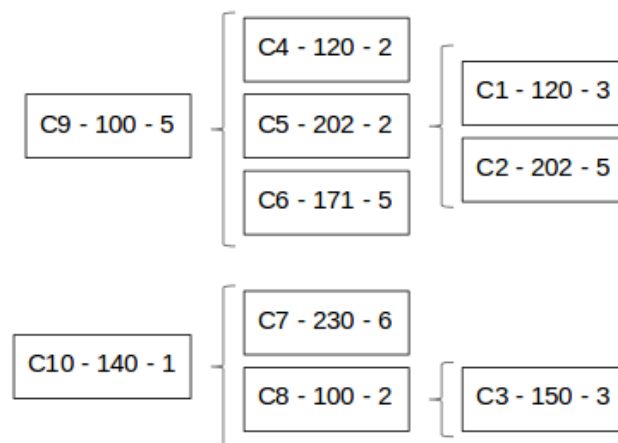 C4 - 120 - 2
C1 - 120 - 3
C9 - 100 - 5
C5 - 202 - 2
C2 - 202 - 5
C6 - 171 - 5
C7 - 230 - 6
C10 - 140 - 1
C8 - 100 - 2
C3 - 150 - 3